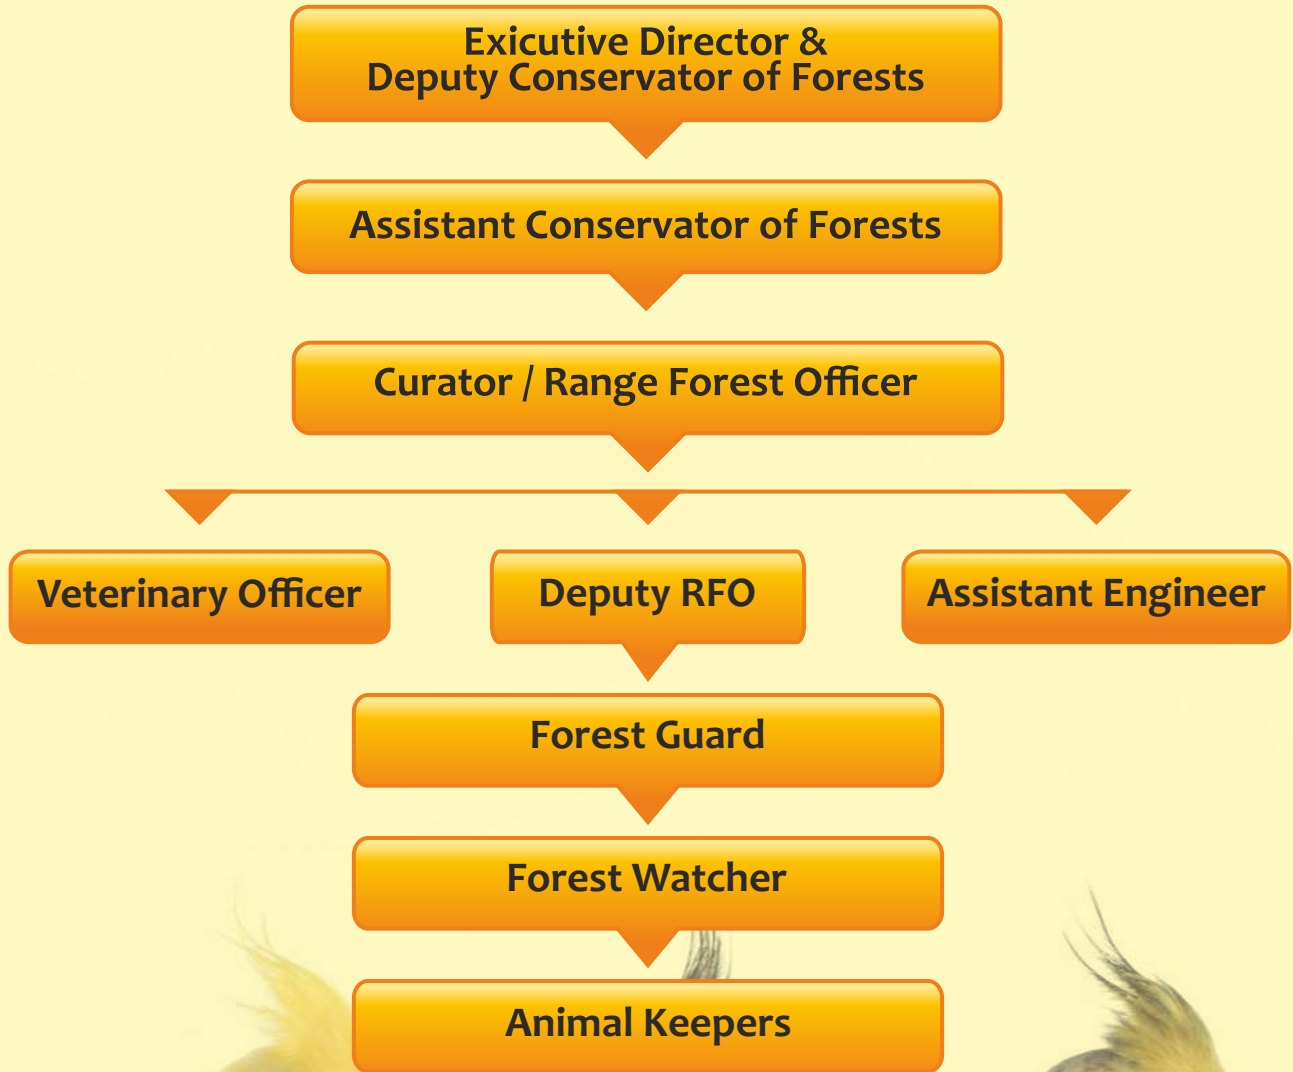 Exicutive Director &
Deputy Conservator of Forests
Assistant Conservator of Forests
Curator / Range Forest Officer
Veterinary Officer
Deputy RFO
Assistant Engineer
Forest Guard
Forest Watcher
Animal Keepers